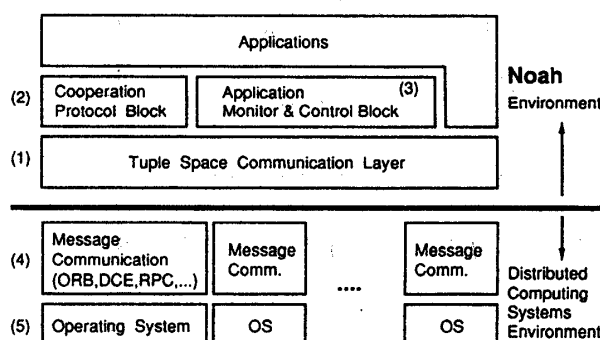 Applications
Noah
Environment
(2)
Cooperation
Protocol Block
Application
Monitor & Control Block
(3)
(1)
Tuple Space Communication Layer
(4)
Message
Communication
(ORB,DCE,RPC,...)
Message
Comm.
....
Message
Comm.
Distributed
Computing
Systems
Environment
(5)
Operating System
OS
OS